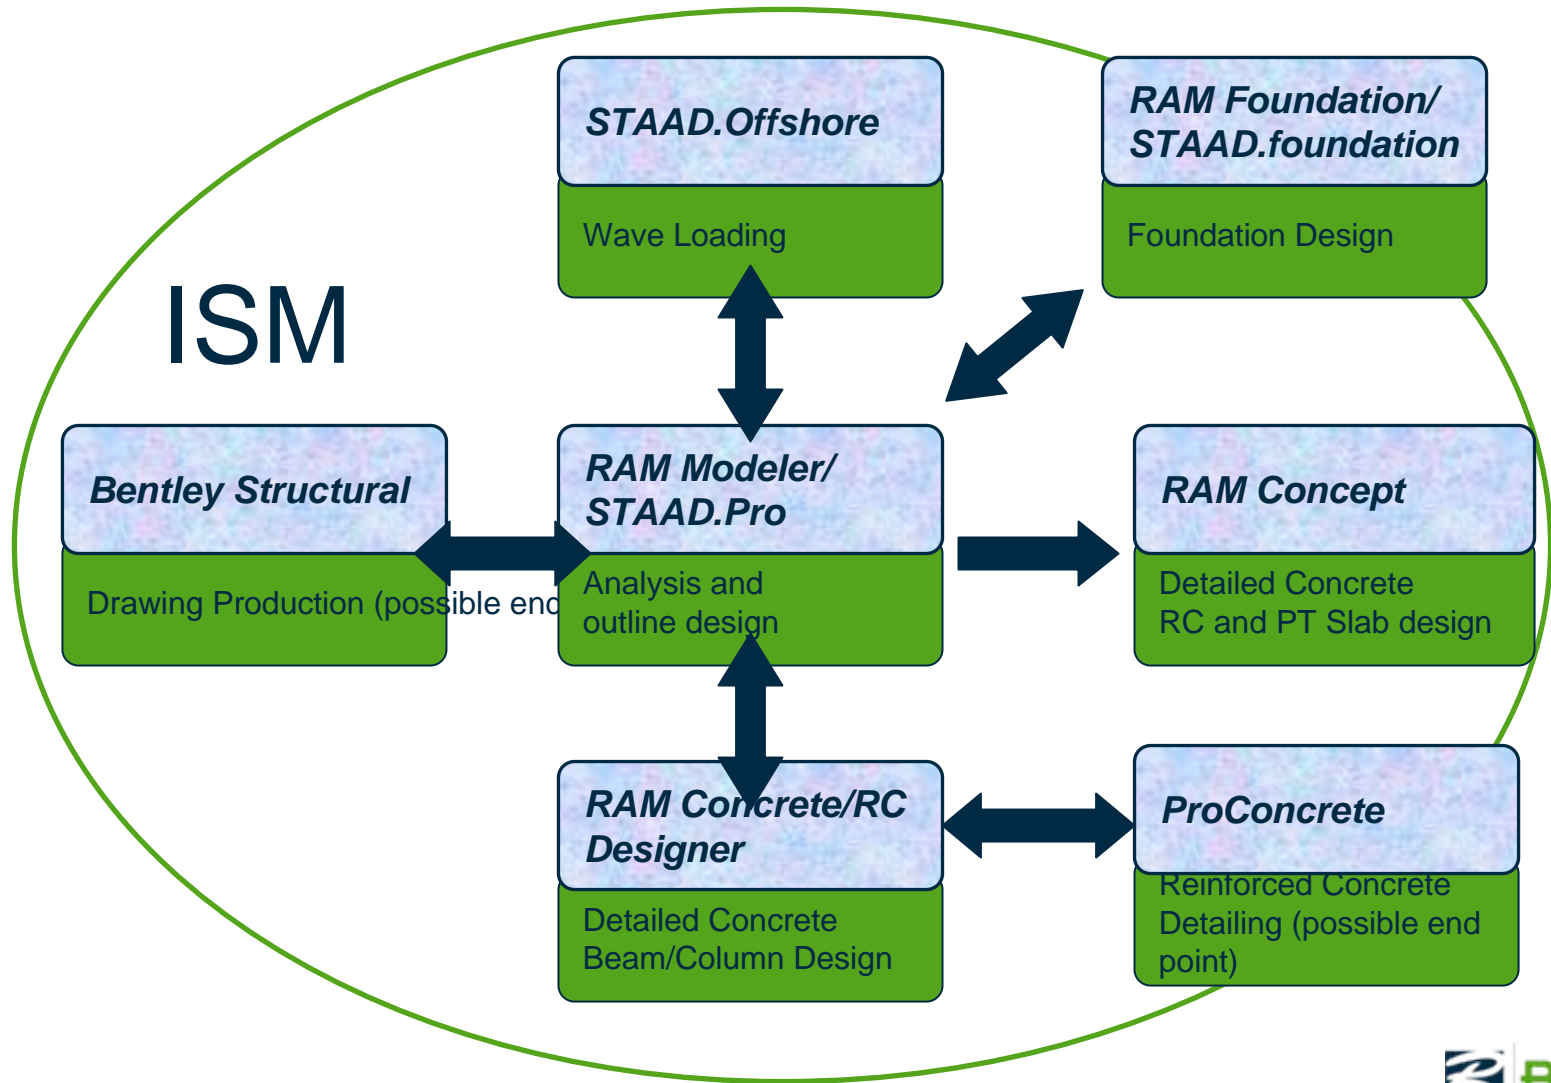 STAAD.Offshore
Wave Loading
RAM Foundation/
STAAD.foundation
Foundation Design
ISM
Bentley Structural
Drawing Production (possible end
RAM Modeler/
STAAD.Pro
Analysis and
outline design
RAM Concept
Detailed Concrete
RC and PT Slab design
RAM Concrete/RC
Designer
Detailed Concrete
Beam/Column Design
ProConcrete
Reinforced Concrete
Detailing (possible end
point)